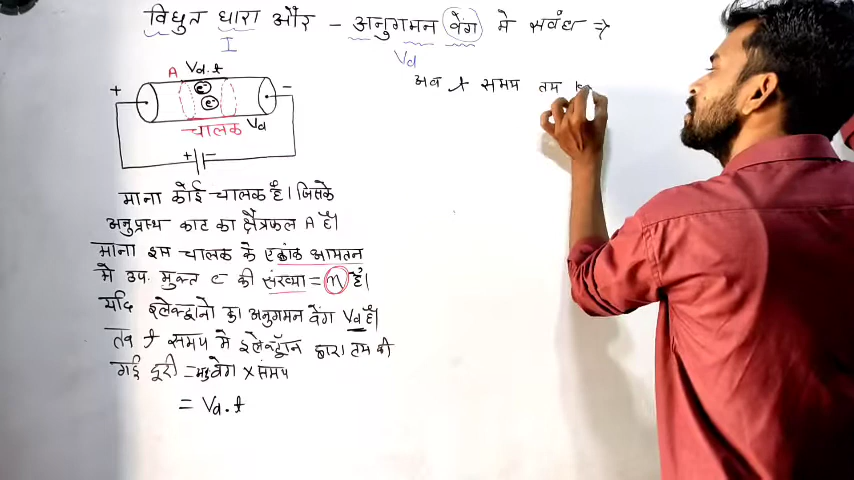 विधुत धारा और - अनुगमन वेग मे संबंध ⇒
I
Vd
A Vd.t
+ -
e⁻
e⁻
चालक Vd
+ -
माना कोई चालक है। जिसके
अनुप्रस्थ काट का क्षेत्रफल A है।
माना इस चालक के एकांक आयतन
मे उप. मुक्त e की संख्या = n है।
यदि इलेक्ट्रानो का अनुगमन वेग Vd है।
तब t समय मे इलेक्ट्रॉन द्वारा तय की
गई दूरी = वेग × समय
= Vd.t
अब t समय तय